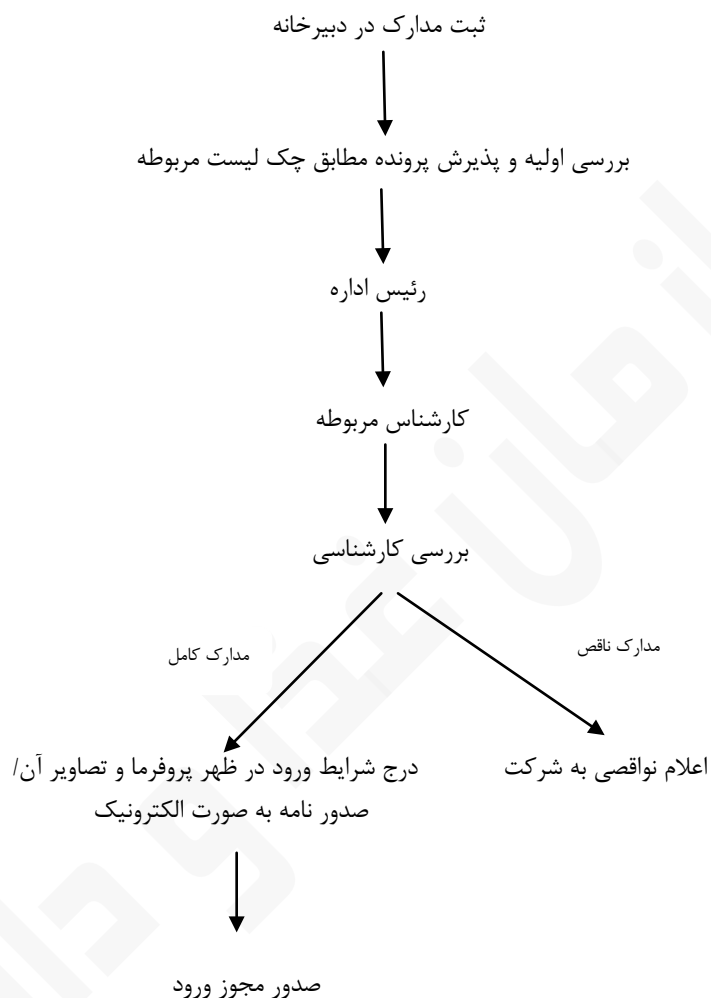 ثبت مدارک در دبیرخانه
بررسی اولیه و پذیرش پرونده مطابق چک لیست مربوطه
رئیس اداره
کارشناس مربوطه
بررسی کارشناسی
مدارک ناقص
مدارک کامل
اعلام نواقصی به شرکت
درج شرایط ورود در ظهر پروفرما و تصاویر آن/
صدور نامه به صورت الکترونیک
صدور مجوز ورود